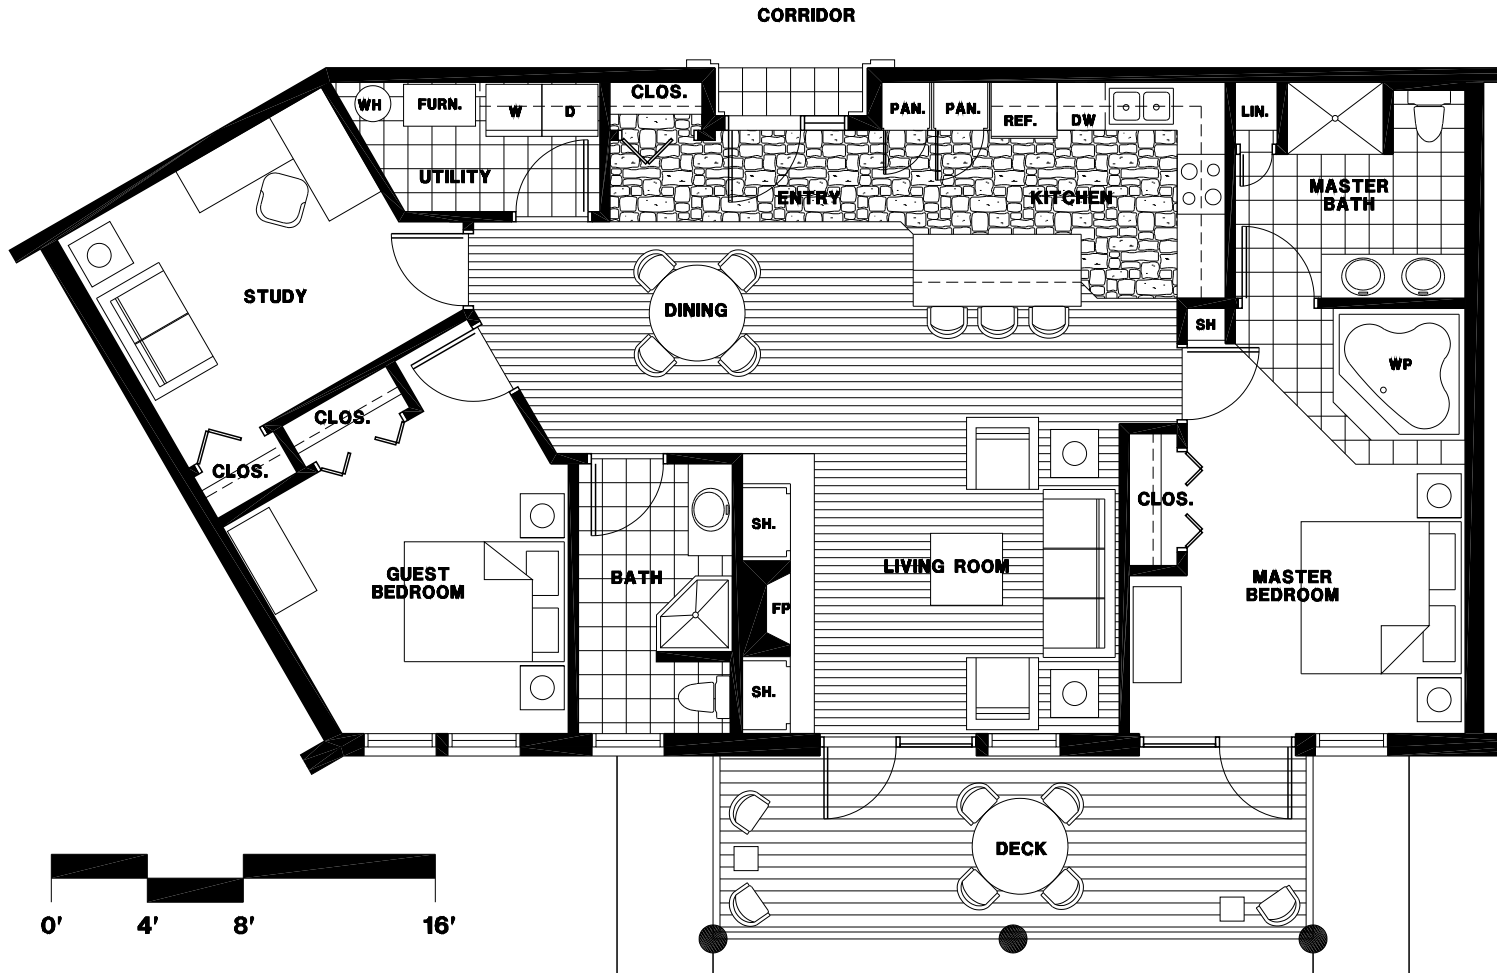 CORRIDOR
WH
FURN.
W
D
CLOS.
PAN.
PAN.
REF.
DW
LIN.
UTILITY
ENTRY
KITCHEN
MASTER
BATH
STUDY
DINING
SH
WP
CLOS.
CLOS.
CLOS.
SH.
GUEST
BEDROOM
BATH
FP
LIVING ROOM
MASTER
BEDROOM
SH.
DECK
0' 4' 8' 16'